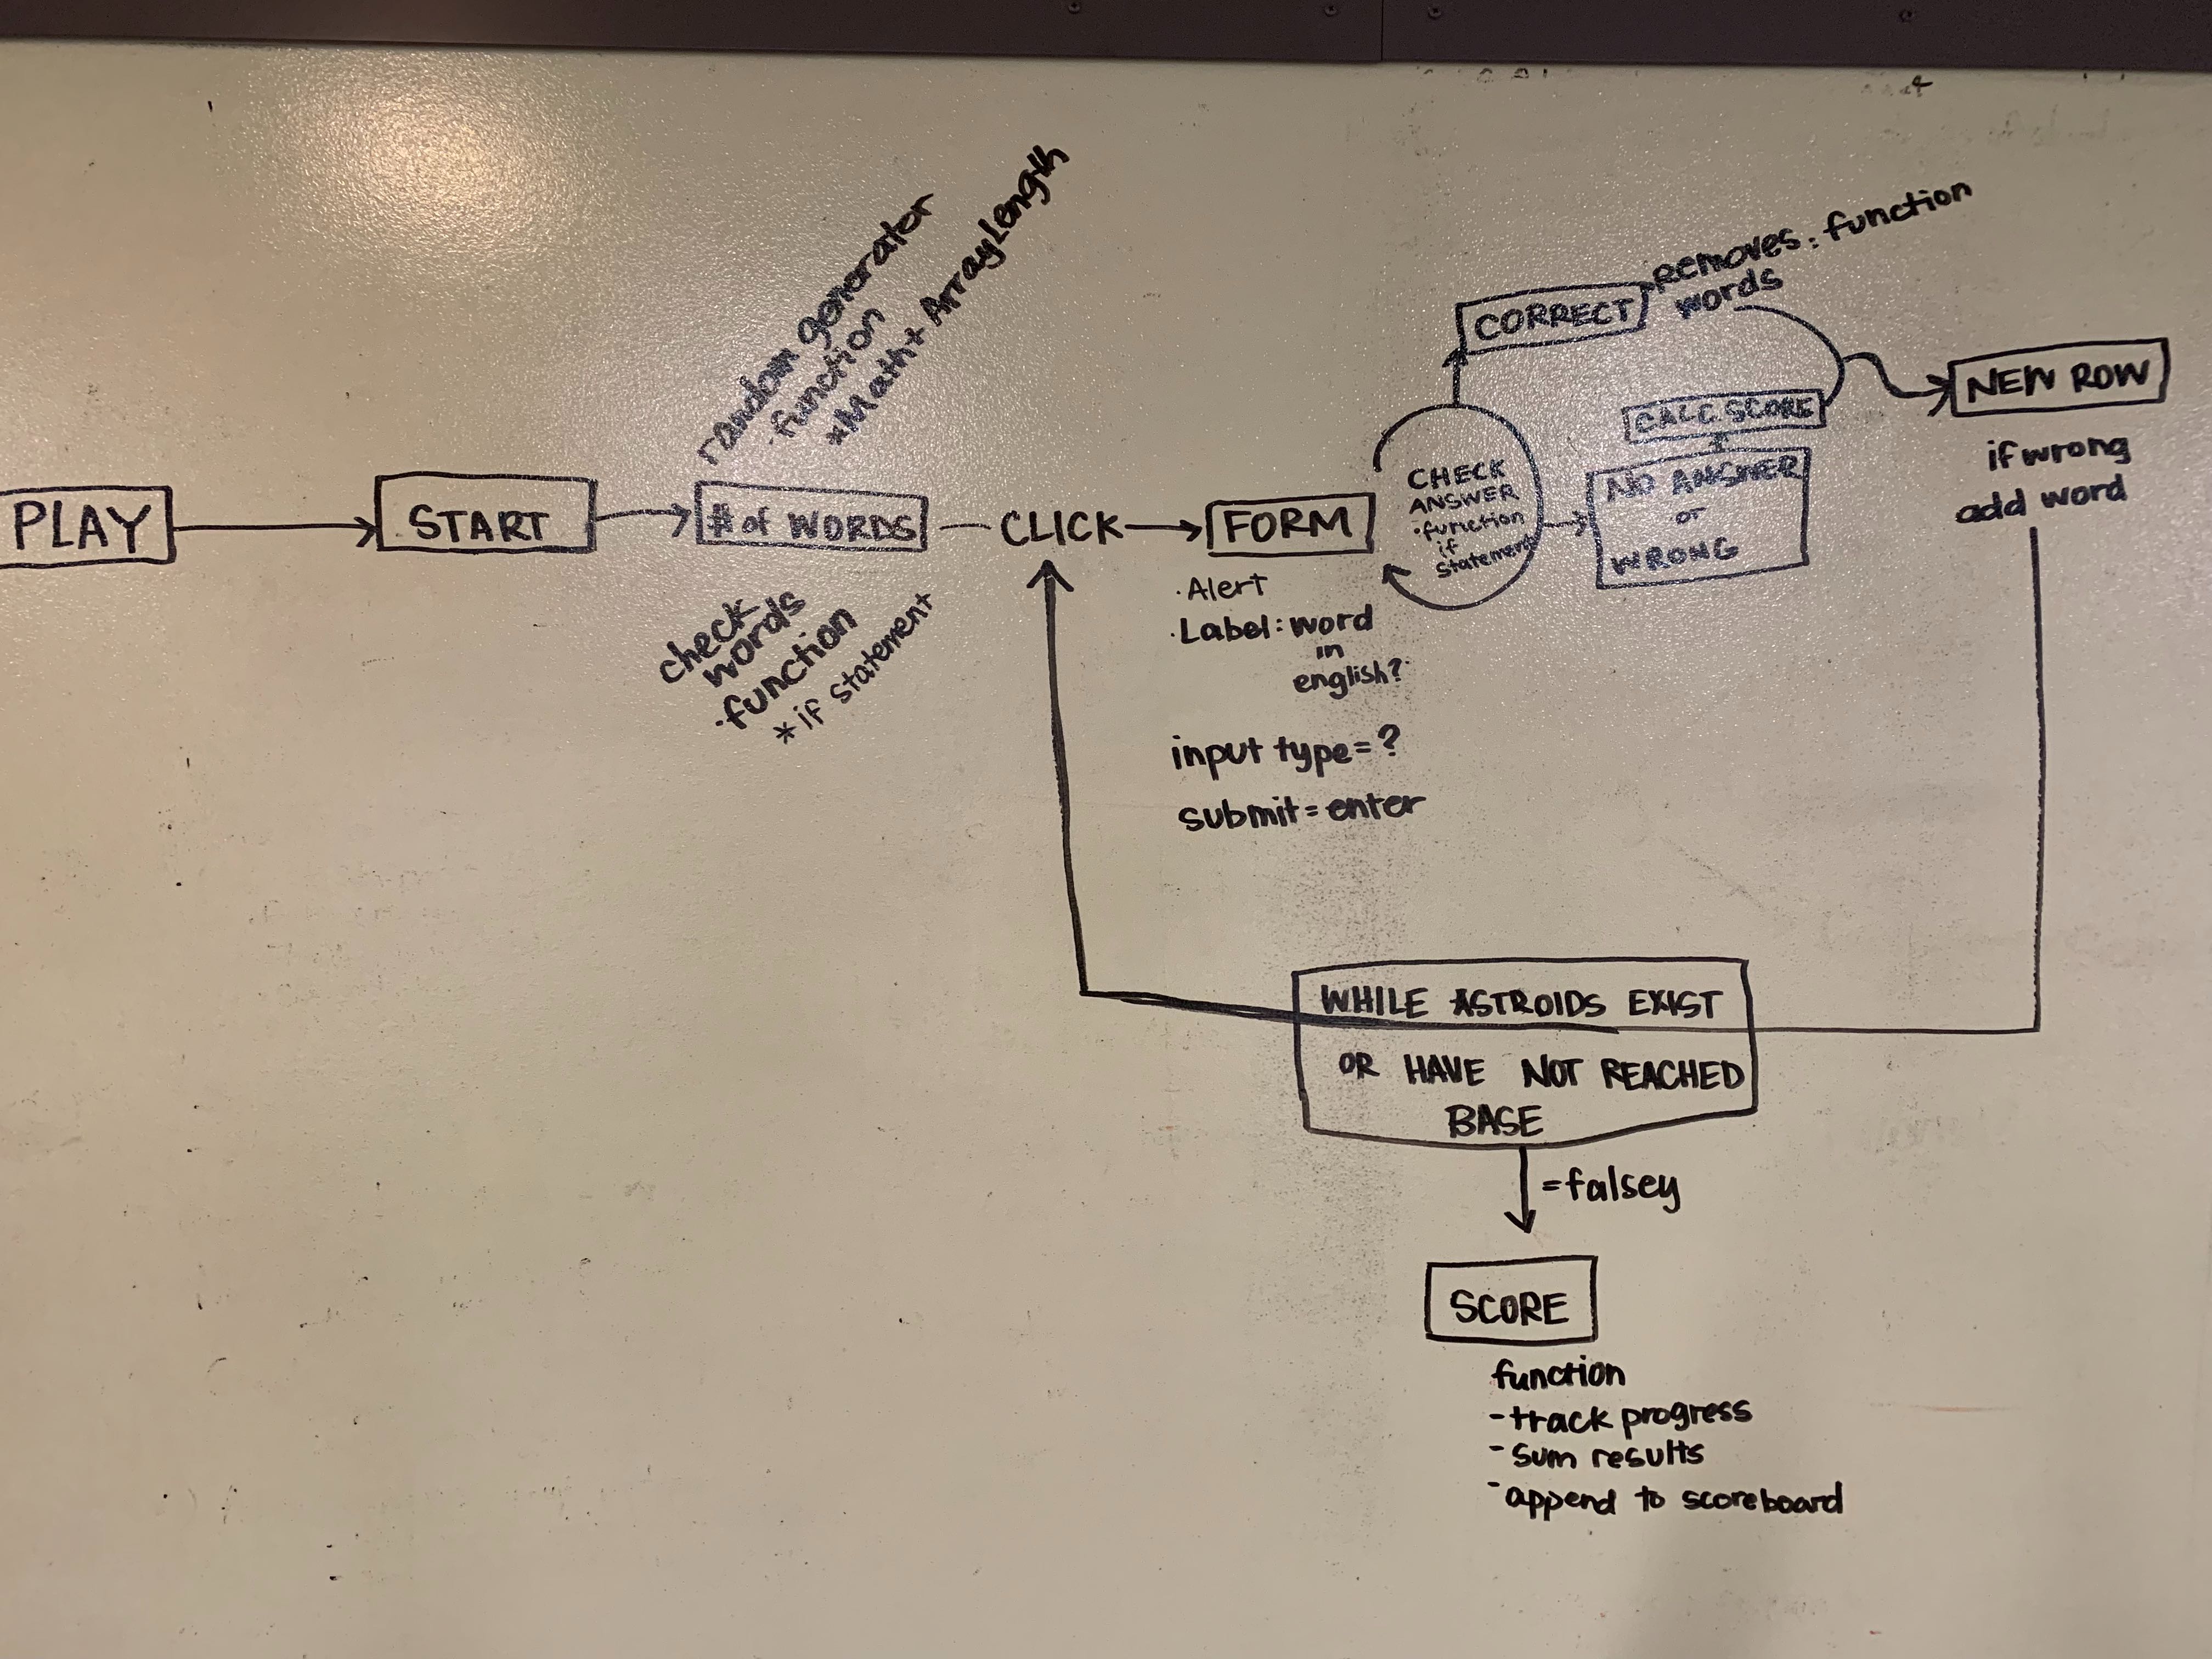 PLAY
START
random generator
·function
*Math + Array Length
# of WORDS
check
words
·function
*if statement
CLICK
FORM
·Alert
·Label: word
in
english?
input type=?
submit=enter
CHECK
ANSWER
·function
if
statement
CORRECT
removes: function
words
CALC. SCORE
NO ANSWER
or
WRONG
NEW ROW
if wrong
add word
WHILE ASTROIDS EXIST
OR HAVE NOT REACHED
BASE
=falsey
SCORE
function
-track progress
-sum results
-append to scoreboard